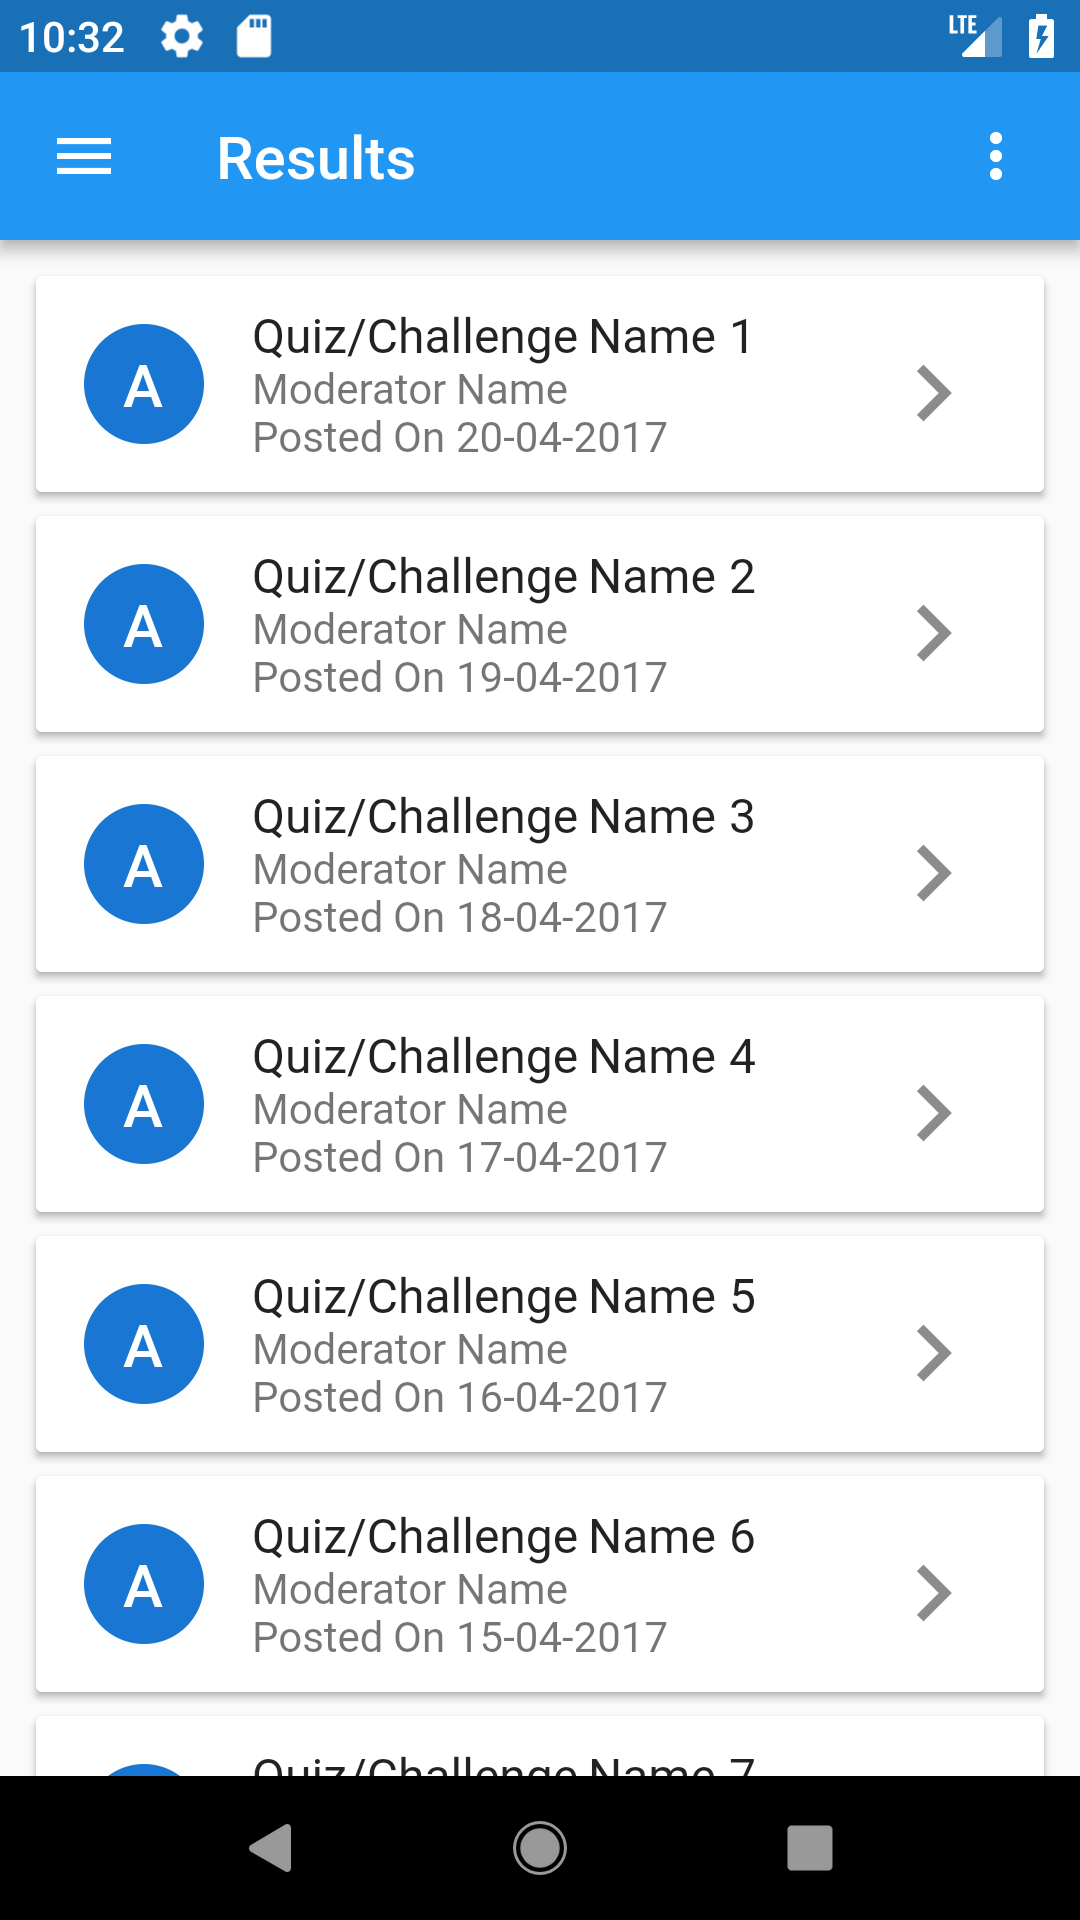 10:32 LTE
Results
Quiz/Challenge Name 1
A
Moderator Name
Posted On 20-04-2017
Quiz/Challenge Name 2
A
Moderator Name
Posted On 19-04-2017
Quiz/Challenge Name 3
A
Moderator Name
Posted On 18-04-2017
Quiz/Challenge Name 4
A
Moderator Name
Posted On 17-04-2017
Quiz/Challenge Name 5
A
Moderator Name
Posted On 16-04-2017
Quiz/Challenge Name 6
A
Moderator Name
Posted On 15-04-2017
Quiz/Challenge Name 7